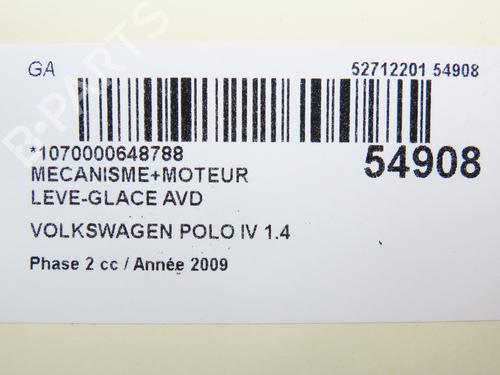 GA
52712201 54908
*1070000648788
54908
MECANISME+MOTEUR
LEVE-GLACE AVD
VOLKSWAGEN POLO IV 1.4
Phase 2 cc / Année 2009
B-PARTS